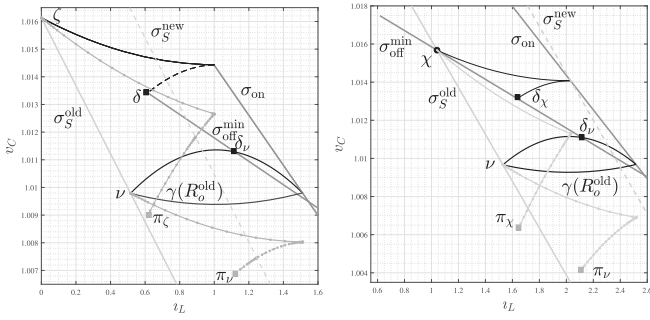 1.016
1.015
1.014
1.013
1.012
1.011
1.01
1.009
1.008
1.007
v_C
0
0.2
0.4
0.6
0.8
1
1.2
1.4
1.6
ı_L
ζ
σ_S^new
σ_S^old
σ_on
δ
σ_off^min
δ_ν
ν
γ(R_o^old)
π_ζ
π_ν
1.018
1.016
1.014
1.012
1.01
1.008
1.006
1.004
v_C
0.6
0.8
1
1.2
1.4
1.6
1.8
2
2.2
2.4
2.6
ı_L
σ_S^new
σ_off^min
σ_on
χ
σ_S^old
δ_χ
δ_ν
ν
γ(R_o^old)
π_χ
π_ν